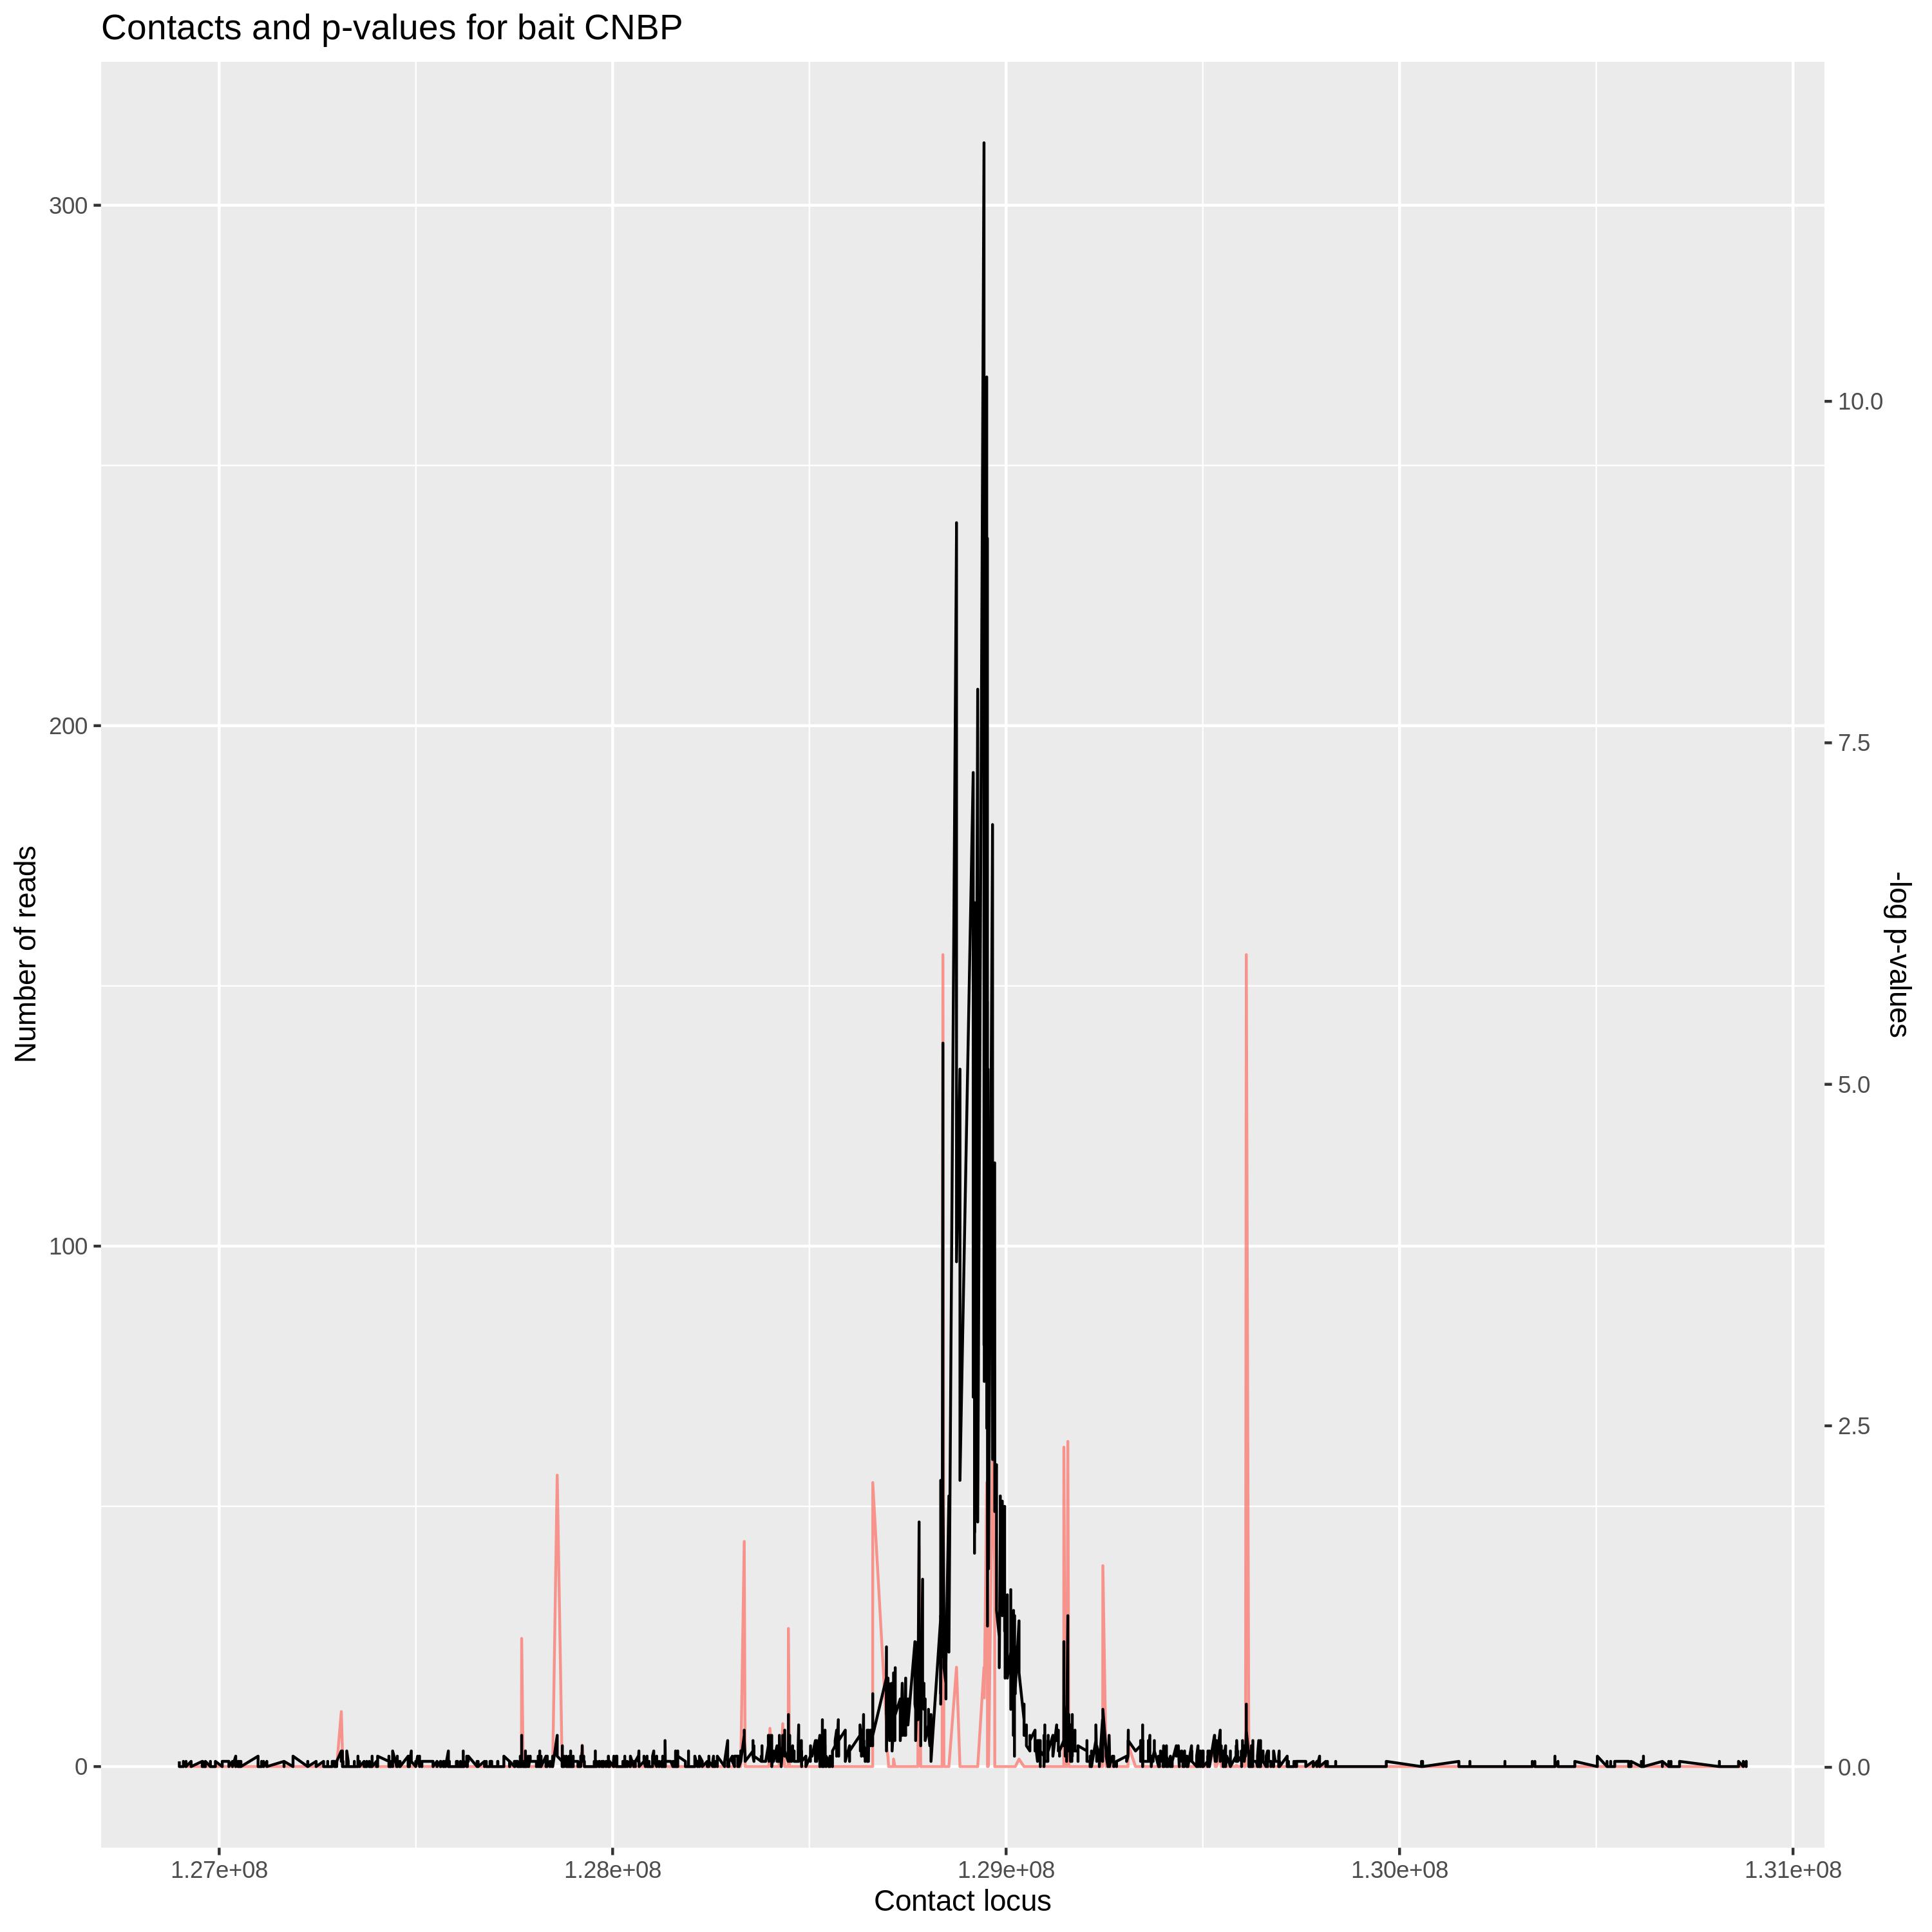 Contacts and p-values for bait CNBP
300
200
100
0
Number of reads
10.0
7.5
5.0
2.5
0.0
-log p-values
1.27e+08
1.28e+08
1.29e+08
1.30e+08
1.31e+08
Contact locus